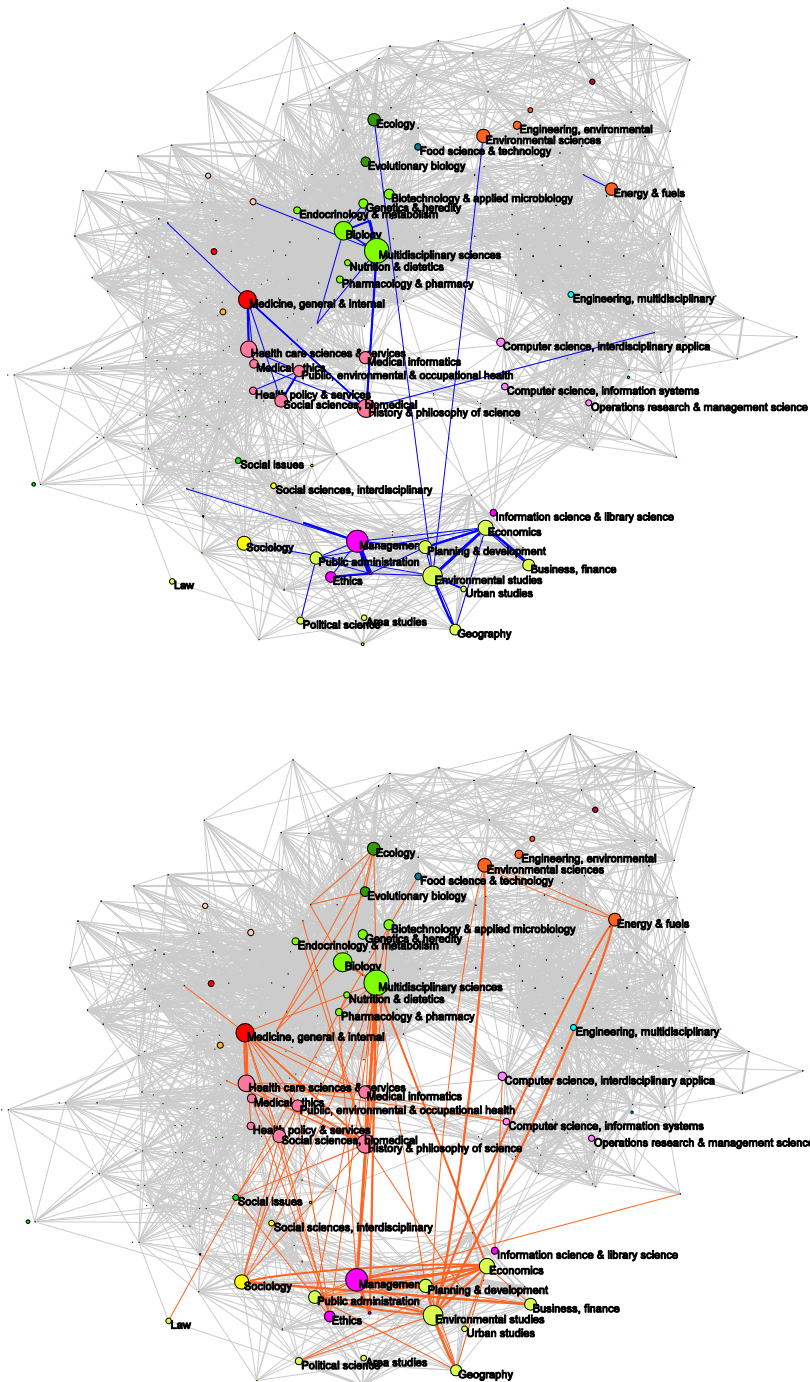 Ecology
Engineering, environmental
Environmental sciences
Food science & technology
Evolutionary biology
Energy & fuels
Biotechnology & applied microbiology
Genetics & heredity
Endocrinology & metabolism
Biology
Multidisciplinary sciences
Nutrition & dietetics
Pharmacology & pharmacy
Engineering, multidisciplinary
Medicine, general & internal
Computer science, interdisciplinary applica
Health care sciences & services
Medical informatics
Medical ethics
Public, environmental & occupational health
Computer science, information systems
Health policy & services
Social sciences, biomedical
Operations research & management science
History & philosophy of science
Social issues
Social sciences, interdisciplinary
Information science & library science
Economics
Sociology
Management
Planning & development
Public administration
Business, finance
Ethics
Environmental studies
Law
Urban studies
Political science
Area studies
Geography
Ecology
Engineering, environmental
Environmental sciences
Food science & technology
Evolutionary biology
Energy & fuels
Biotechnology & applied microbiology
Genetics & heredity
Endocrinology & metabolism
Biology
Multidisciplinary sciences
Nutrition & dietetics
Pharmacology & pharmacy
Engineering, multidisciplinary
Medicine, general & internal
Computer science, interdisciplinary applica
Health care sciences & services
Medical informatics
Medical ethics
Public, environmental & occupational health
Computer science, information systems
Health policy & services
Social sciences, biomedical
Operations research & management science
History & philosophy of science
Social issues
Social sciences, interdisciplinary
Information science & library science
Economics
Sociology
Management
Planning & development
Public administration
Business, finance
Ethics
Environmental studies
Law
Urban studies
Political science
Area studies
Geography